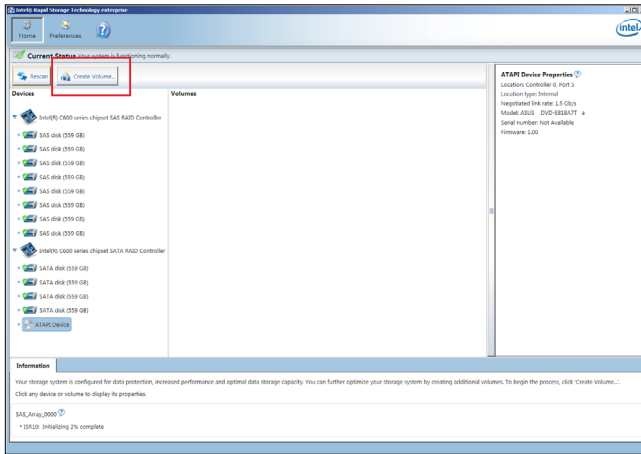 Intel® Rapid Storage Technology enterprise
Home
Preferences
intel
Current Status Your system is functioning normally.
Rescan
Create Volume...
Devices
Volumes
Intel(R) C600 series chipset SAS RAID Controller
SAS disk (559 GB)
SAS disk (559 GB)
SAS disk (559 GB)
SAS disk (559 GB)
SAS disk (559 GB)
SAS disk (559 GB)
SAS disk (559 GB)
SAS disk (559 GB)
Intel(R) C600 series chipset SATA RAID Controller
SATA disk (559 GB)
SATA disk (559 GB)
SATA disk (559 GB)
SATA disk (559 GB)
ATAPI Device
ATAPI Device Properties
Location: Controller 0, Port 5
Location type: Internal
Negotiated link rate: 1.5 Gb/s
Model: ASUS DVD-E818A7T a
Serial number: Not Available
Firmware: 1.00
Information
Your storage system is configured for data protection, increased performance and optimal data storage capacity. You can further optimize your storage system by creating additional volumes. To begin the process, click 'Create Volume...'.
Click any device or volume to display its properties.
SAS_Array_0000
• ISR10: Initializing 2% complete